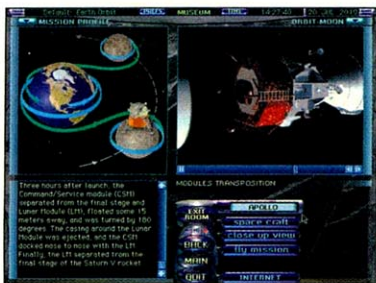 Default: Earth Orbit
MUSEUM
14:27:40
20 JUL 2019
MISSION PROFILE
ORBIT MOON
Three hours after launch, the
Command/Service module (CSM)
separated from the final stage and
Lunar Module (LM), floated some 15
meters away, and was turned by 180
degrees. The casing around the Lunar
Module was ejected, and the CSM
docked nose to nose with the LM.
Finally, the LM separated from the
final stage of the Saturn V rocket
MODULES TRANSPOSITION
EXIT
ROOM
BACK
MAIN
QUIT
APOLLO
space craft
close up view
fly mission
INTERNET